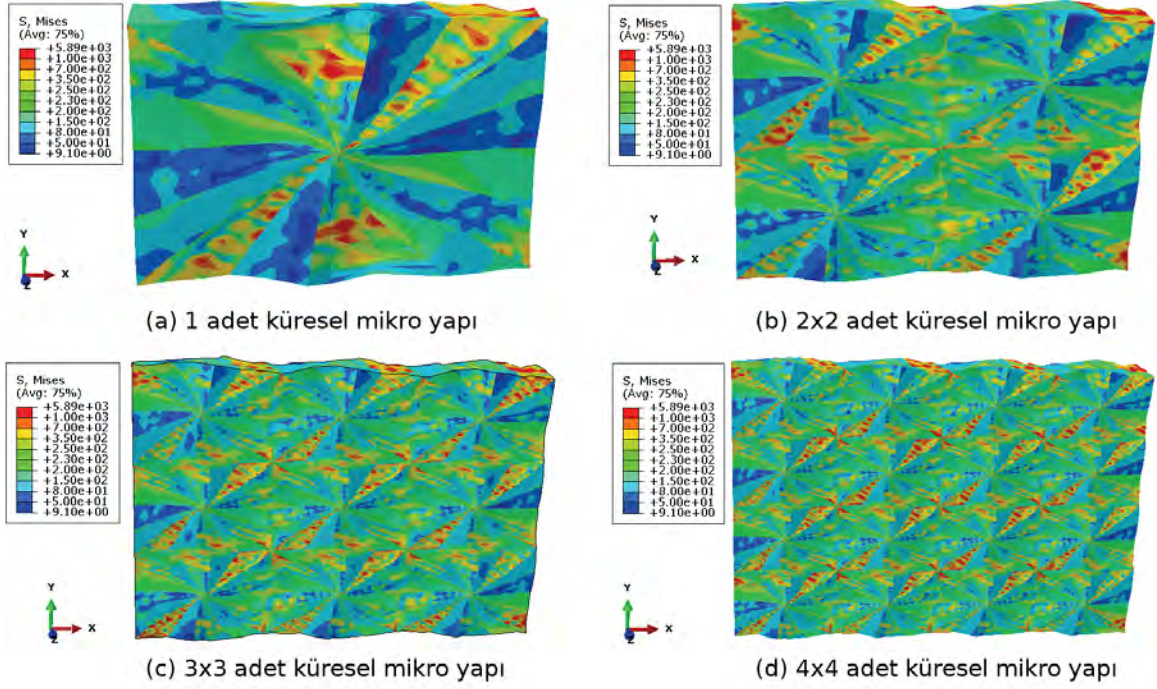 S, Mises
(Avg: 75%)
+5.89e+03
+1.00e+03
+7.00e+02
+3.50e+02
+2.50e+02
+2.30e+02
+2.00e+02
+1.50e+02
+8.00e+01
+5.00e+01
+9.10e+00
Y
X
Z
(a) 1 adet küresel mikro yapı
S, Mises
(Avg: 75%)
+5.89e+03
+1.00e+03
+7.00e+02
+3.50e+02
+2.50e+02
+2.30e+02
+2.00e+02
+1.50e+02
+8.00e+01
+5.00e+01
+9.10e+00
Y
X
Z
(b) 2x2 adet küresel mikro yapı
S, Mises
(Avg: 75%)
+5.89e+03
+1.00e+03
+7.00e+02
+3.50e+02
+2.50e+02
+2.30e+02
+2.00e+02
+1.50e+02
+8.00e+01
+5.00e+01
+9.10e+00
Y
X
Z
(c) 3x3 adet küresel mikro yapı
S, Mises
(Avg: 75%)
+5.89e+03
+1.00e+03
+7.00e+02
+3.50e+02
+2.50e+02
+2.30e+02
+2.00e+02
+1.50e+02
+8.00e+01
+5.00e+01
+9.10e+00
Y
X
Z
(d) 4x4 adet küresel mikro yapı